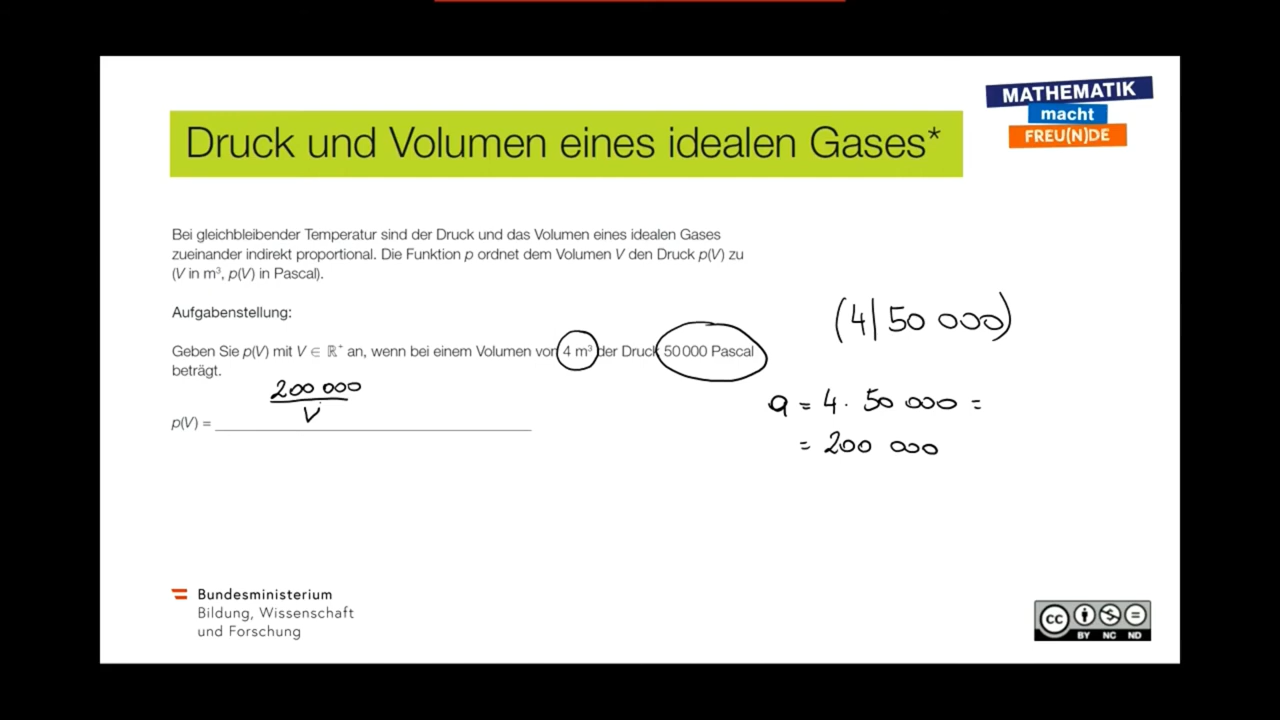 MATHEMATIK
macht
FREU(N)DE
Druck und Volumen eines idealen Gases*
Bei gleichbleibender Temperatur sind der Druck und das Volumen eines idealen Gases
zueinander indirekt proportional. Die Funktion p ordnet dem Volumen V den Druck p(V) zu
(V in m³, p(V) in Pascal).
Aufgabenstellung:
Geben Sie p(V) mit V ∈ ℝ⁺ an, wenn bei einem Volumen von 4 m³ der Druck 50 000 Pascal
beträgt.
200 000
V
p(V) =
(4|50 000)
a = 4 · 50 000 =
= 200 000
Bundesministerium
Bildung, Wissenschaft
und Forschung
cc
BY NC ND